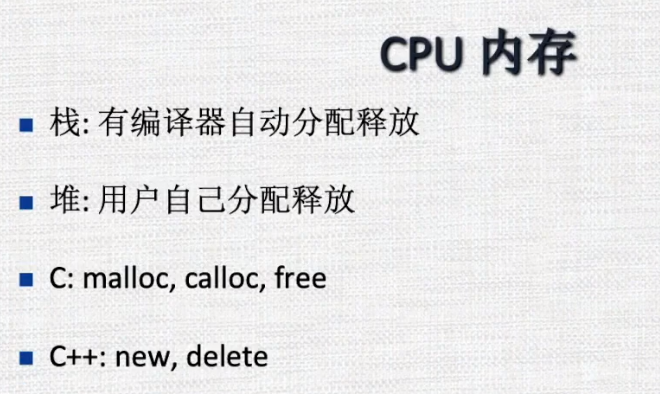 CPU 内存
栈: 有编译器自动分配释放
堆: 用户自己分配释放
C: malloc, calloc, free
C++: new, delete